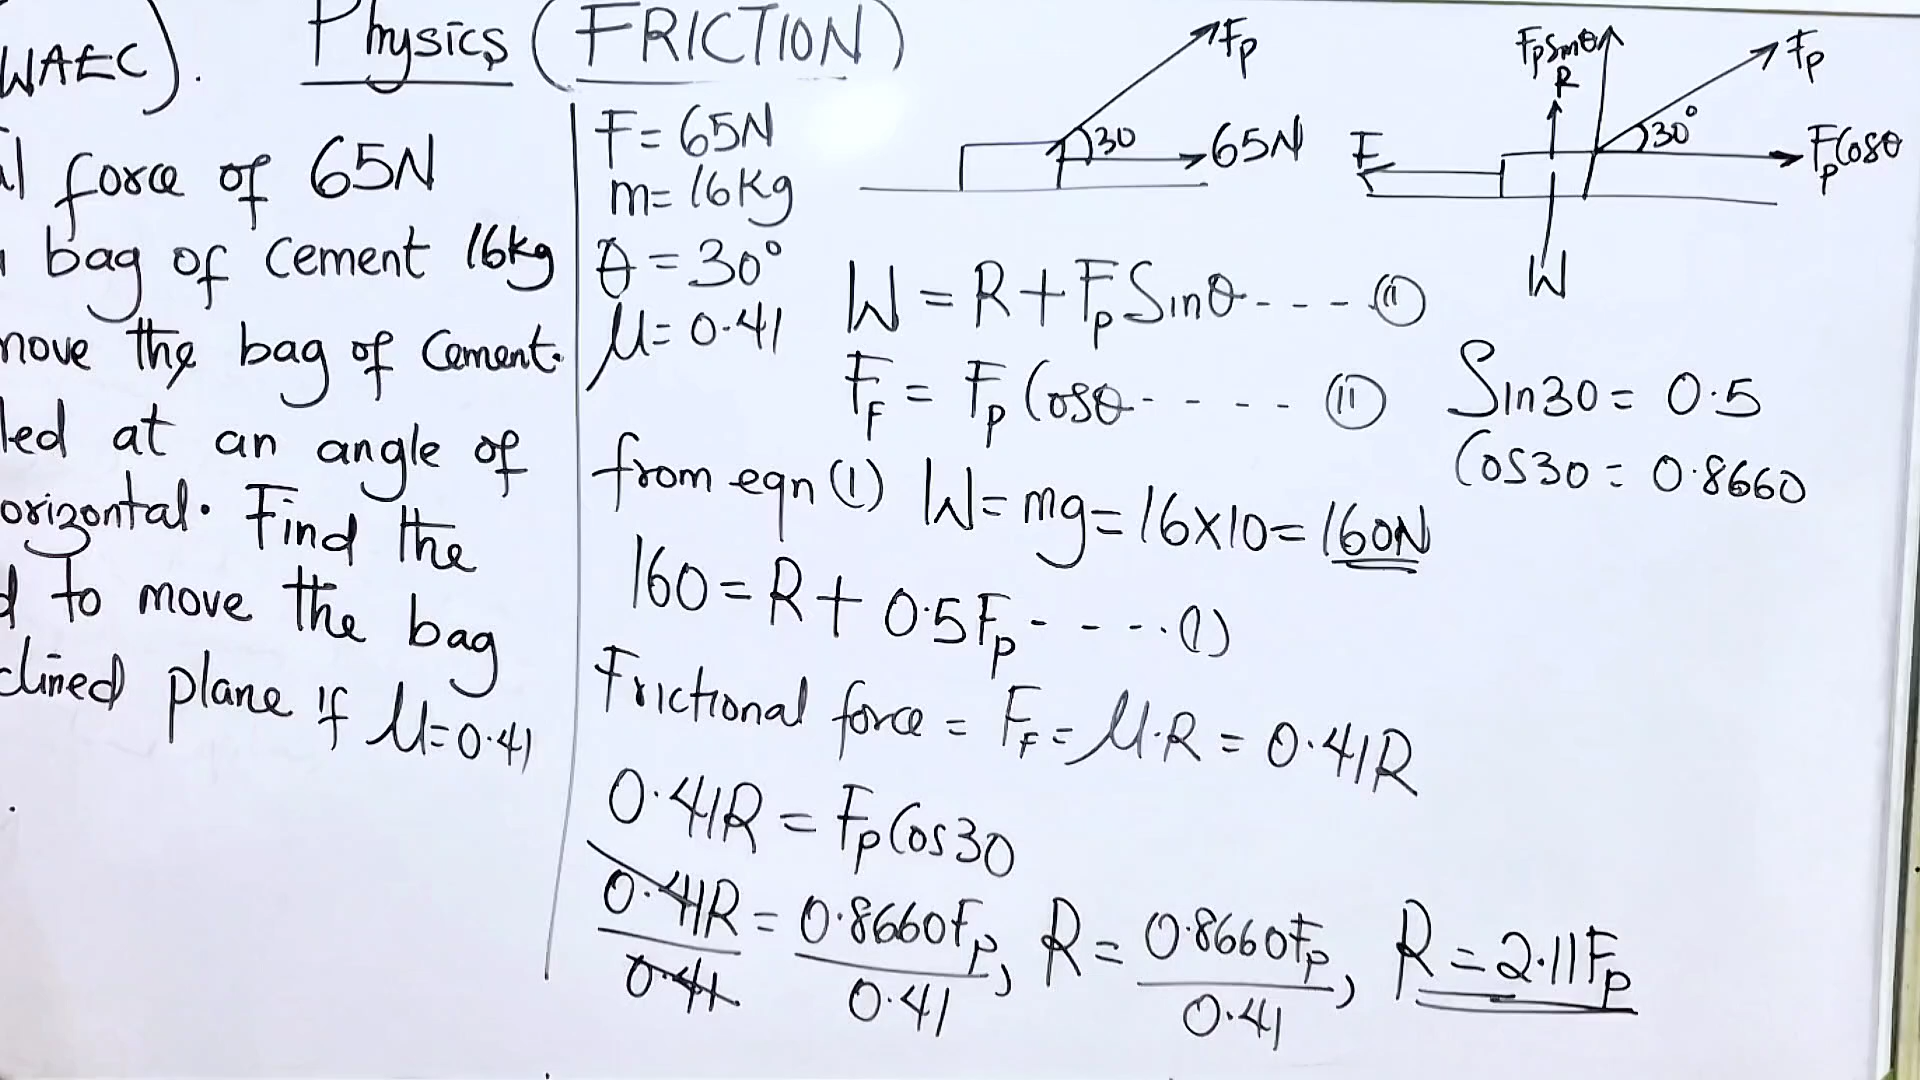 WAEC). Physics (FRICTION)
force of 65N
bag of cement 16kg
move the bag of cement.
led at an angle of
orizontal. Find the
d to move the bag
clined plane if μ=0.41
.
F = 65N
m = 16kg
θ = 30°
μ = 0.41
Fp
30
65N
FpSinθ
R
Fp
30°
F
FpCosθ
W
W = R + FpSinθ - - - (ii)
FF = FpCosθ - - - - - (ii)
Sin30 = 0.5
Cos30 = 0.8660
from eqn (1) W = mg = 16×10 = 160N
160 = R + 0.5Fp - - - - . (1)
Frictional force = FF = μ.R = 0.41R
0.41R = FpCos30
0.41R/0.41 = 0.8660Fp/0.41, R = 0.8660Fp/0.41, R = 2.11Fp